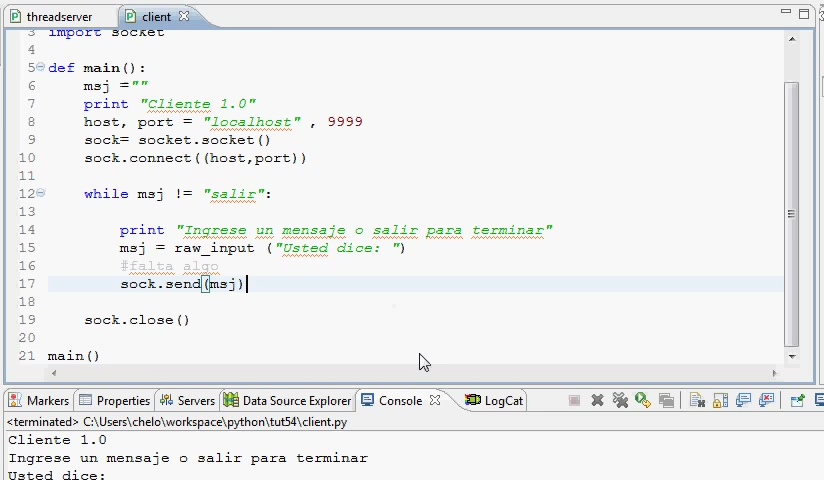 threadserver client
3 import socket
4
5 def main():
6 msj =""
7 print "Cliente 1.0"
8 host, port = "localhost" , 9999
9 sock= socket.socket()
10 sock.connect((host,port))
11
12 while msj != "salir":
13
14 print "Ingrese un mensaje o salir para terminar"
15 msj = raw_input ("Usted dice: ")
16 #falta algo
17 sock.send(msj)
18
19 sock.close()
20
21 main()
Markers Properties Servers Data Source Explorer Console LogCat
<terminated> C:\Users\chelo\workspace\python\tut54\client.py
Cliente 1.0
Ingrese un mensaje o salir para terminar
Usted dice: